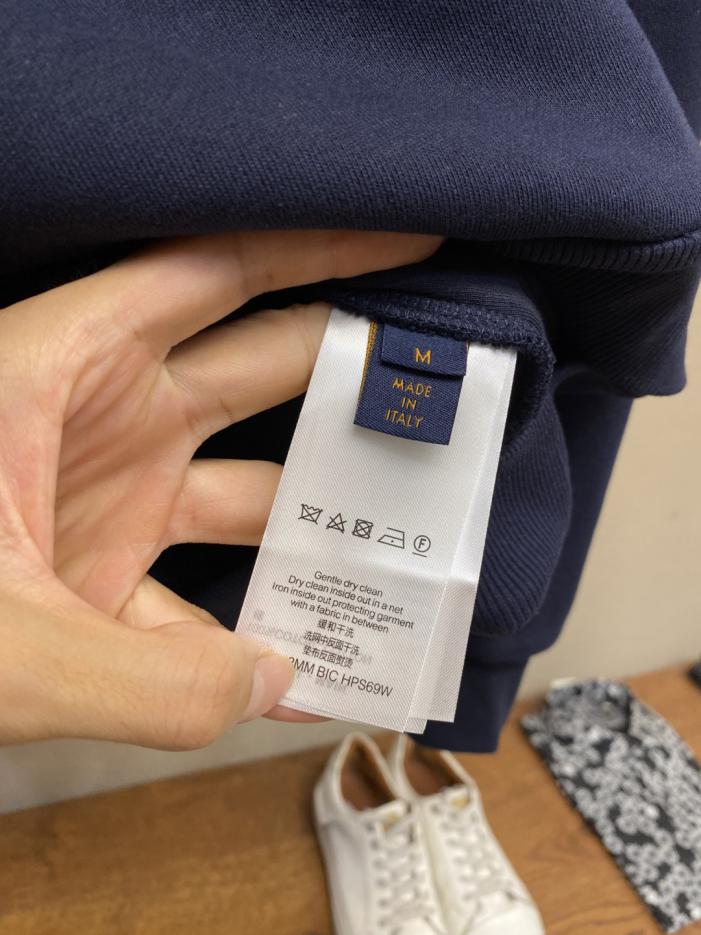 M
MADE
IN
ITALY
F
Gentle dry clean
Dry clean inside out in a net
Iron inside out protecting garment
with a fabric in between
缓和干洗
洗网中反面干洗
垫布反面熨烫
MM BIC HPS69W